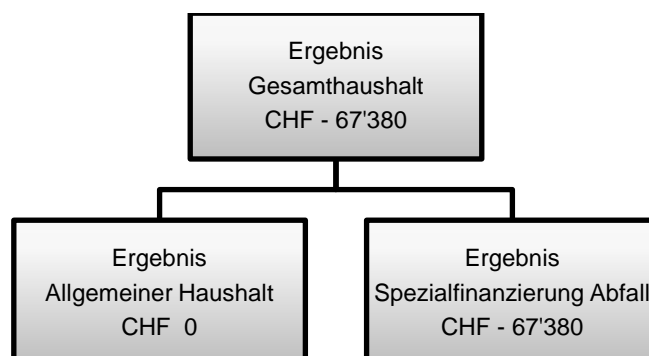 Ergebnis
Gesamthaushalt
CHF - 67'380
Ergebnis
Allgemeiner Haushalt
CHF 0
Ergebnis
Spezialfinanzierung Abfall
CHF - 67'380